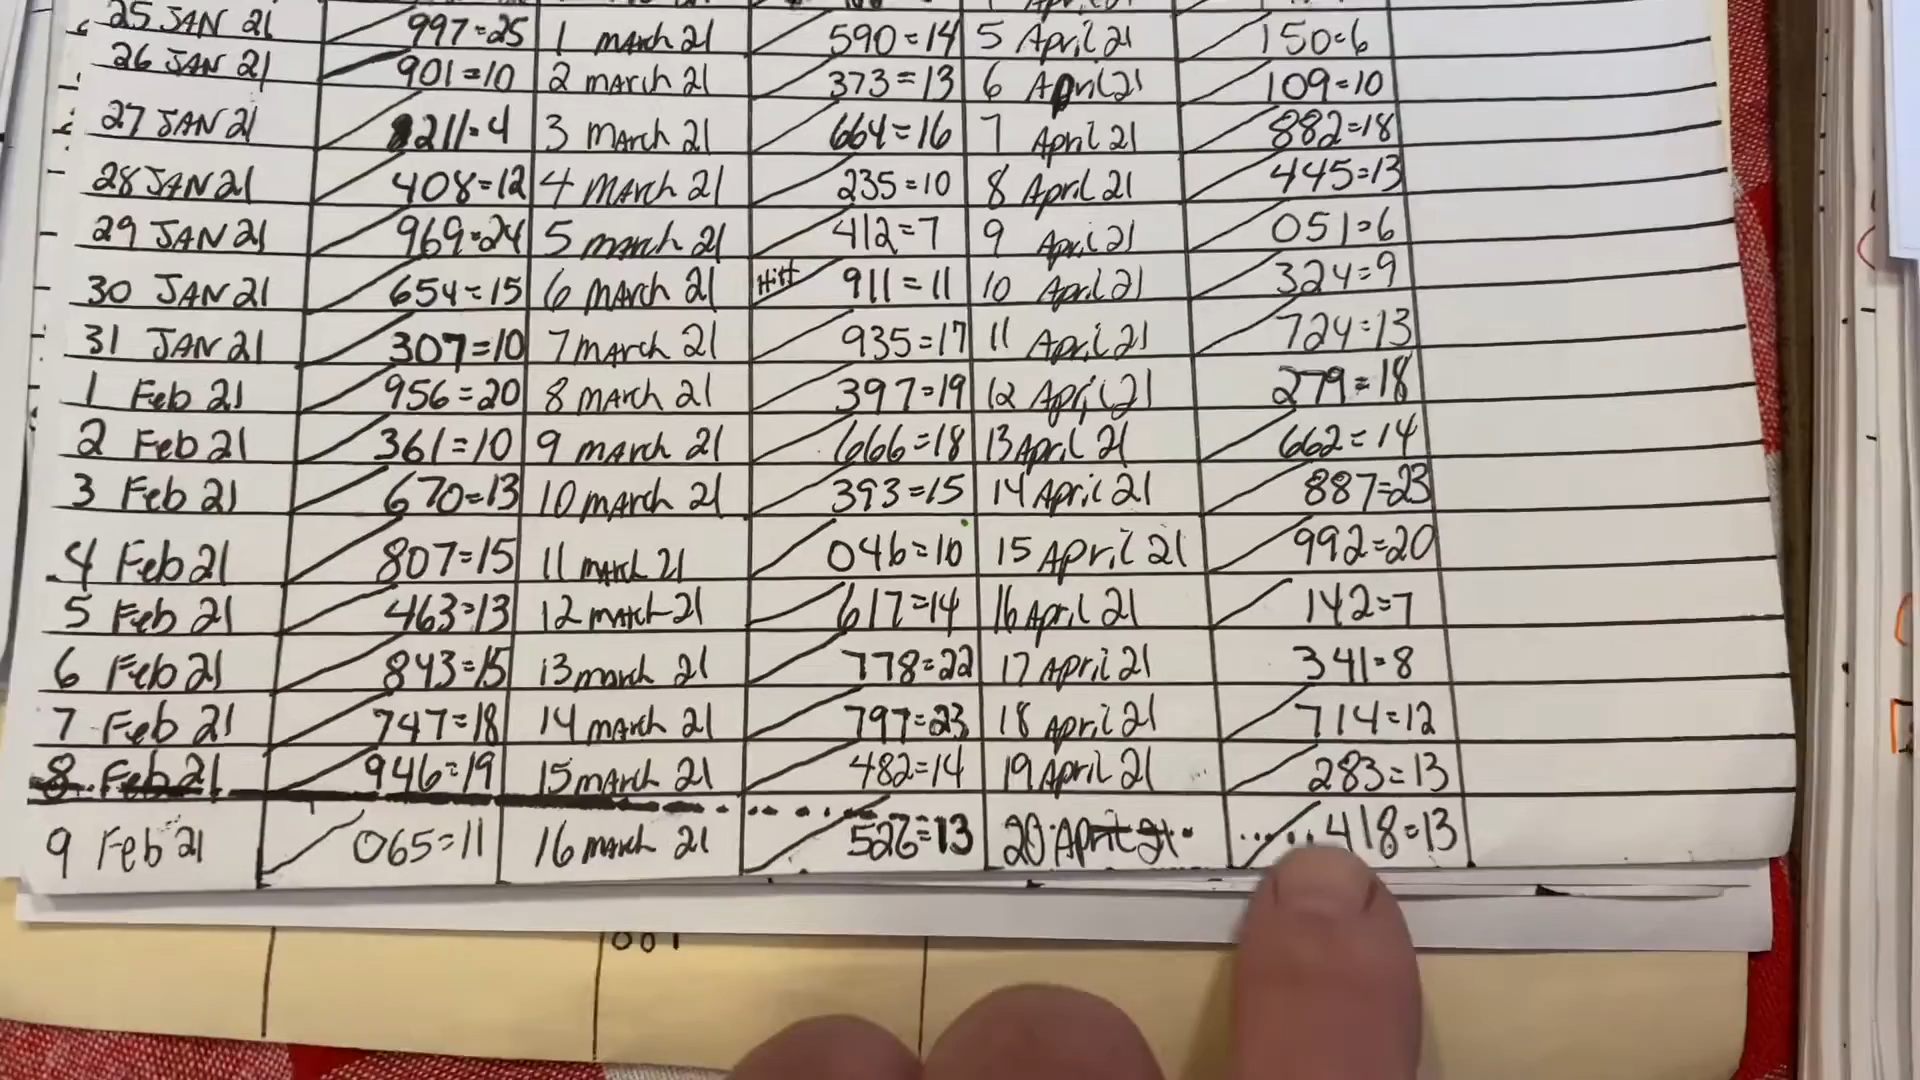 25 JAN 21 997=25 1 march 21 590=14 5 April 21 150=6
26 JAN 21 901=10 2 march 21 373=13 6 April 21 109=10
27 JAN 21 211=4 3 march 21 664=16 7 April 21 882=18
28 JAN 21 408=12 4 march 21 235=10 8 April 21 445=13
29 JAN 21 969=24 5 march 21 412=7 9 April 21 051=6
30 JAN 21 654=15 6 march 21 Hit 911=11 10 April 21 324=9
31 JAN 21 307=10 7 march 21 935=17 11 April 21 724=13
1 Feb 21 956=20 8 march 21 397=19 12 April 21 279=18
2 Feb 21 361=10 9 march 21 666=18 13 April 21 662=14
3 Feb 21 670=13 10 march 21 393=15 14 April 21 887=23
4 Feb 21 807=15 11 march 21 046=10 15 April 21 992=20
5 Feb 21 463=13 12 march 21 617=14 16 April 21 142=7
6 Feb 21 843=15 13 march 21 778=22 17 April 21 341=8
7 Feb 21 747=18 14 march 21 797=23 18 April 21 714=12
8 Feb 21 946=19 15 march 21 482=14 19 April 21 283=13
9 Feb 21 065=11 16 march 21 526=13 20 April 21 418=13
001